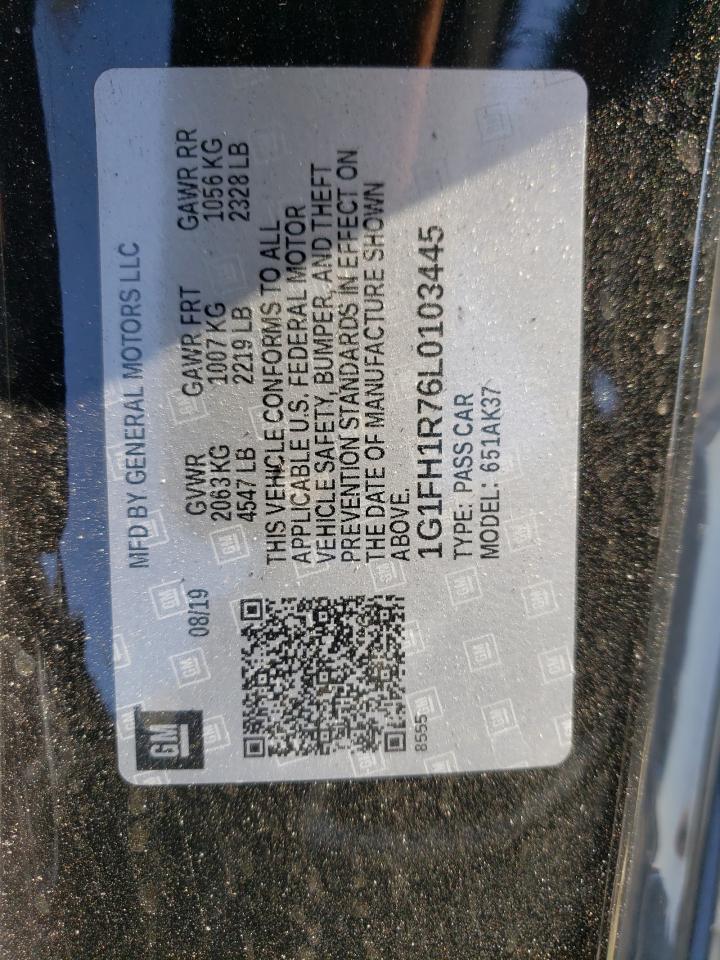 GM
MFD BY GENERAL MOTORS LLC
08/19
GVWR GAWR FRT GAWR RR
2063 KG 1007 KG 1056 KG
4547 LB 2219 LB 2328 LB
THIS VEHICLE CONFORMS TO ALL
APPLICABLE U.S. FEDERAL MOTOR
VEHICLE SAFETY, BUMPER, AND THEFT
PREVENTION STANDARDS IN EFFECT ON
THE DATE OF MANUFACTURE SHOWN
ABOVE.
1G1FH1R76L0103445
TYPE: PASS CAR
MODEL: 651AK37
8555